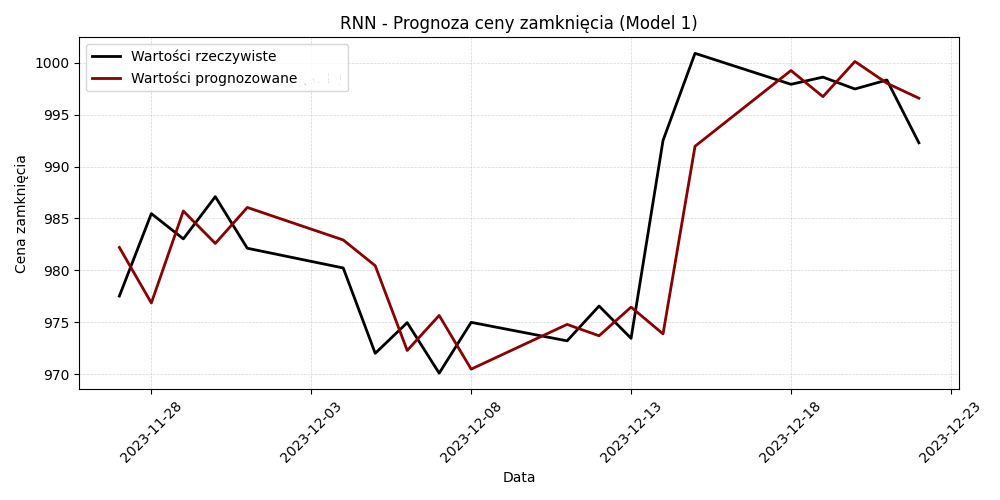 RNN - Prognoza ceny zamknięcia (Model 1)
Wartości rzeczywiste
Wartości prognozowane
Cena zamknięcia
1000
995
990
985
980
975
970
2023-11-28
2023-12-03
2023-12-08
2023-12-13
2023-12-18
2023-12-23
Data